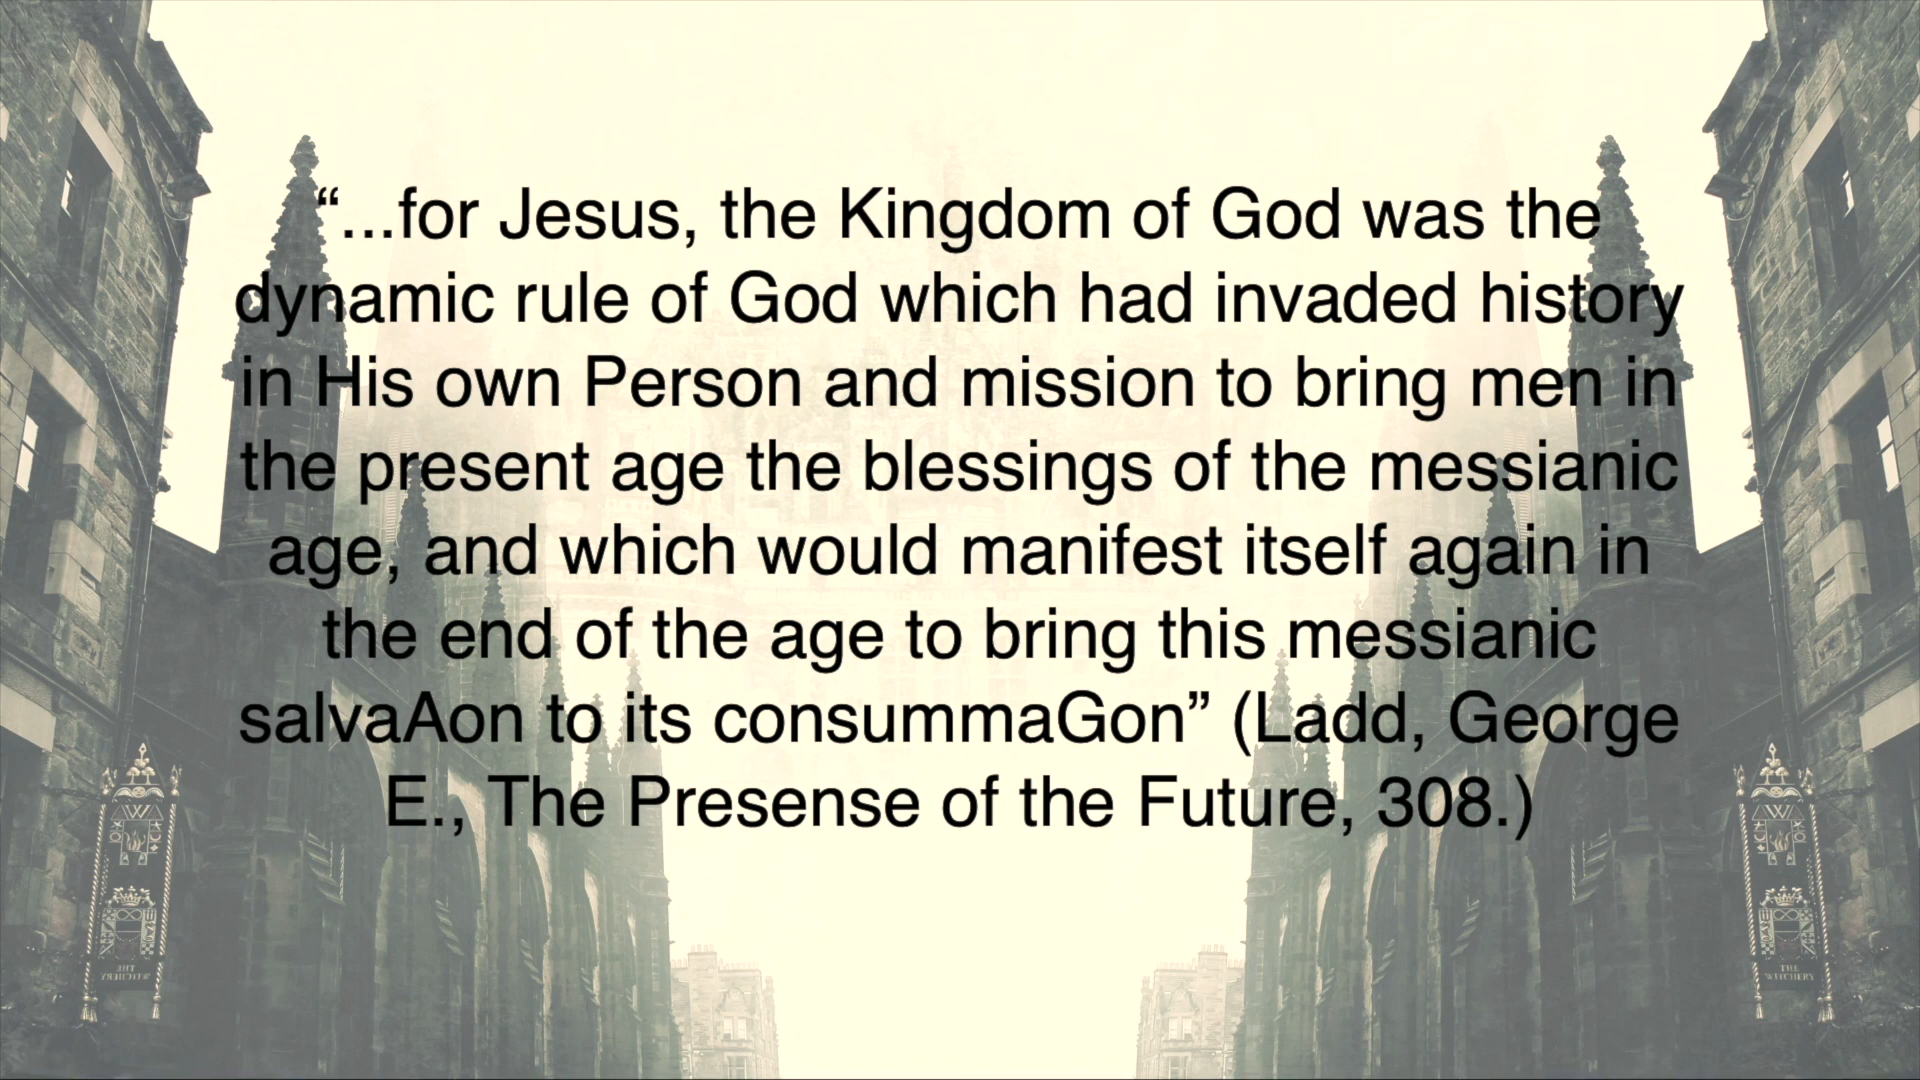 “...for Jesus, the Kingdom of God was the
dynamic rule of God which had invaded history
in His own Person and mission to bring men in
the present age the blessings of the messianic
age, and which would manifest itself again in
the end of the age to bring this messianic
salvaAon to its consummaGon” (Ladd, George
E., The Presense of the Future, 308.)
THE
WITCHERY